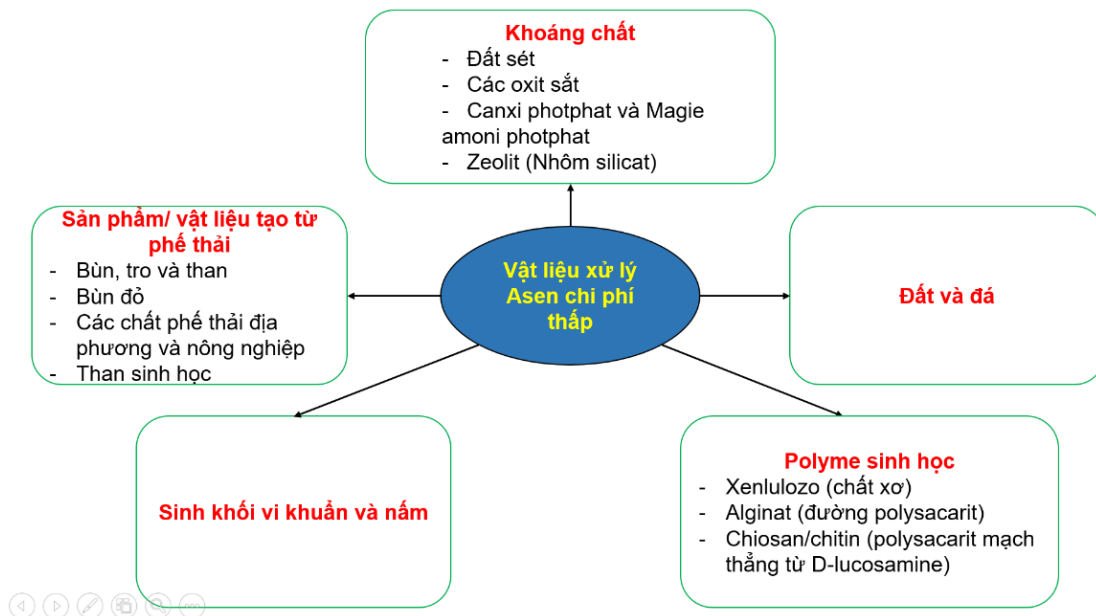 Khoáng chất
- Đất sét
- Các oxit sắt
- Canxi photphat và Magie
amoni photphat
- Zeolit (Nhôm silicat)
Sản phẩm/ vật liệu tạo từ
phế thải
- Bùn, tro và than
- Bùn đỏ
- Các chất phế thải địa
phương và nông nghiệp
- Than sinh học
Vật liệu xử lý
Asen chi phí
thấp
Đất và đá
Sinh khối vi khuẩn và nấm
Polyme sinh học
- Xenlulozo (chất xơ)
- Alginat (đường polysacarit)
- Chiosan/chitin (polysacarit mạch
thẳng từ D-lucosamine)